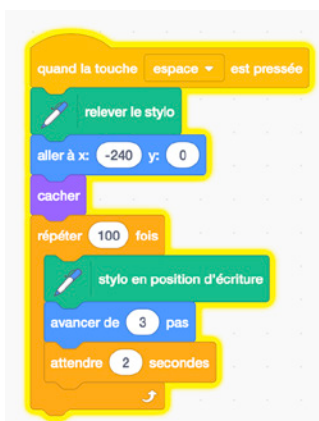 quand la touche espace est pressée
relever le stylo
aller à x: -240 y: 0
cacher
répéter 100 fois
stylo en position d'écriture
avancer de 3 pas
attendre 2 secondes